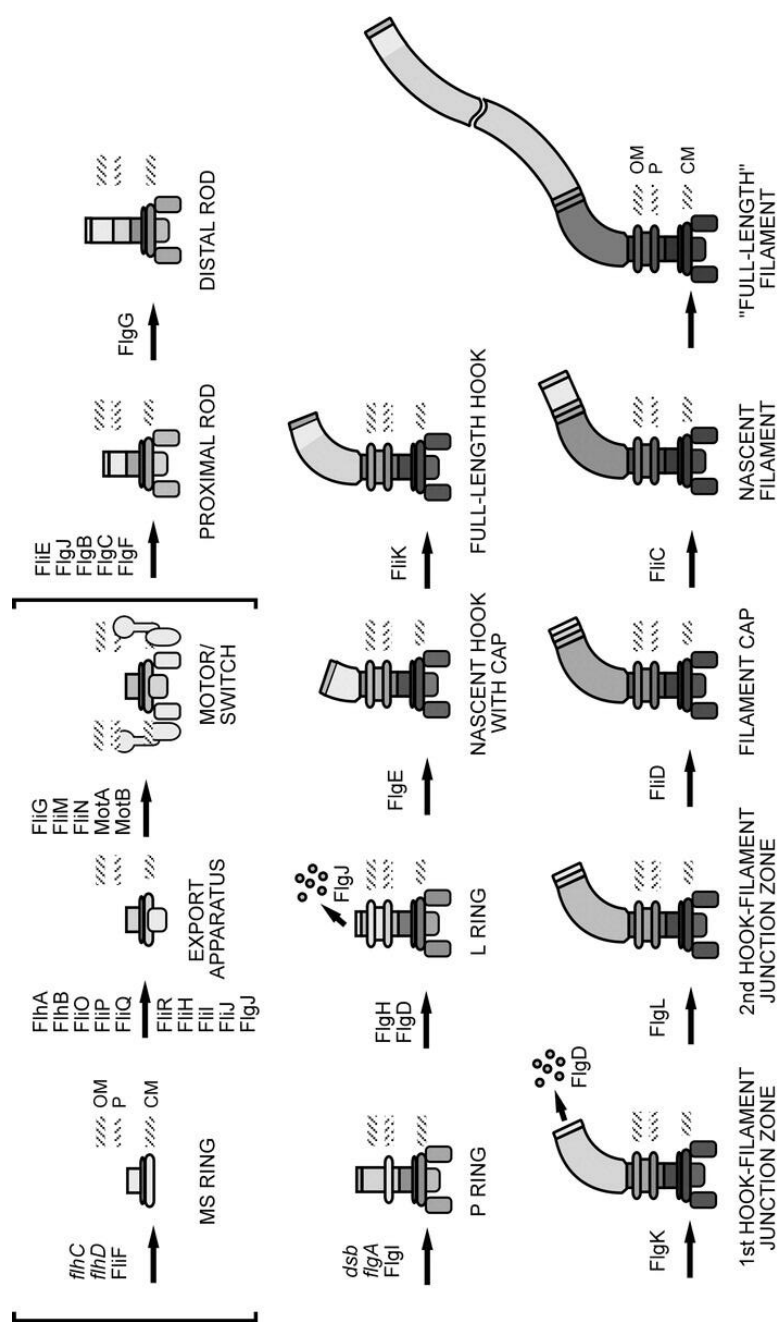 flhC
flhD
FliF
MS RING
OM
P
CM
FlhA
FlhB
FliO
FliP
FliQ
FliR
FliH
FliI
FliJ
FlgJ
EXPORT
APPARATUS
FliG
FliM
FliN
MotA
MotB
MOTOR/
SWITCH
FliE
FlgJ
FlgB
FlgC
FlgF
PROXIMAL ROD
FlgG
DISTAL ROD
dsb
flgA
FlgI
P RING
FlgH
FlgD
FlgJ
L RING
FlgE
NASCENT HOOK
WITH CAP
FliK
FULL-LENGTH HOOK
FlgK
FlgD
1st HOOK-FILAMENT
JUNCTION ZONE
FlgL
2nd HOOK-FILAMENT
JUNCTION ZONE
FliD
FILAMENT CAP
FliC
NASCENT
FILAMENT
OM
P
CM
"FULL-LENGTH"
FILAMENT